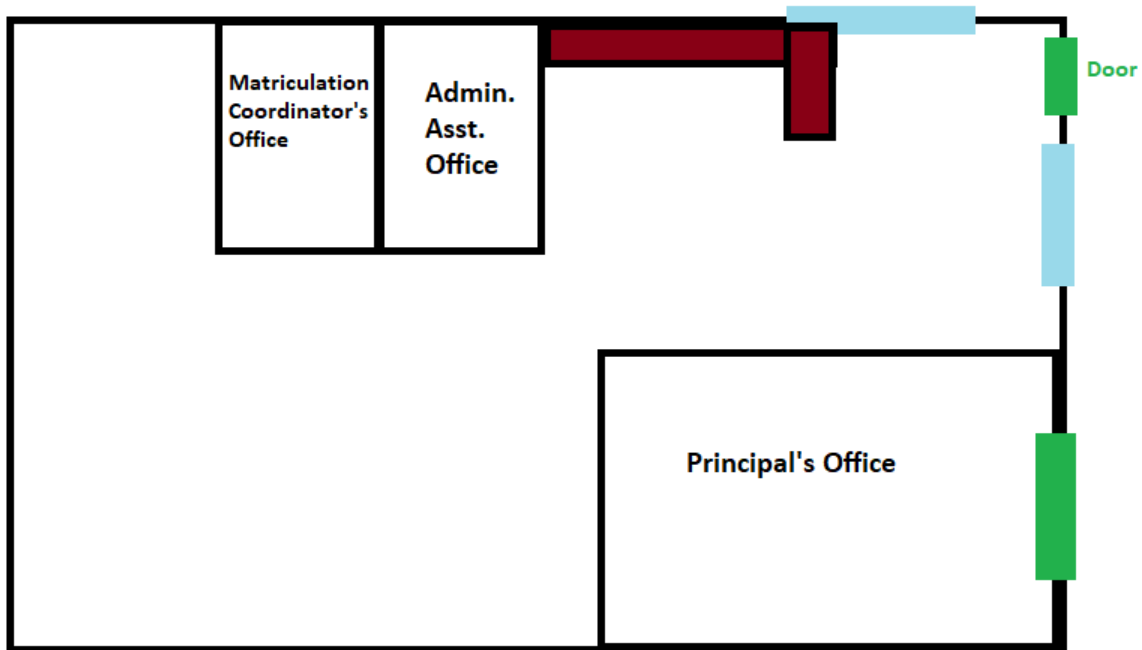 Matriculation
Coordinator's
Office
Admin.
Asst.
Office
Door
Principal's Office